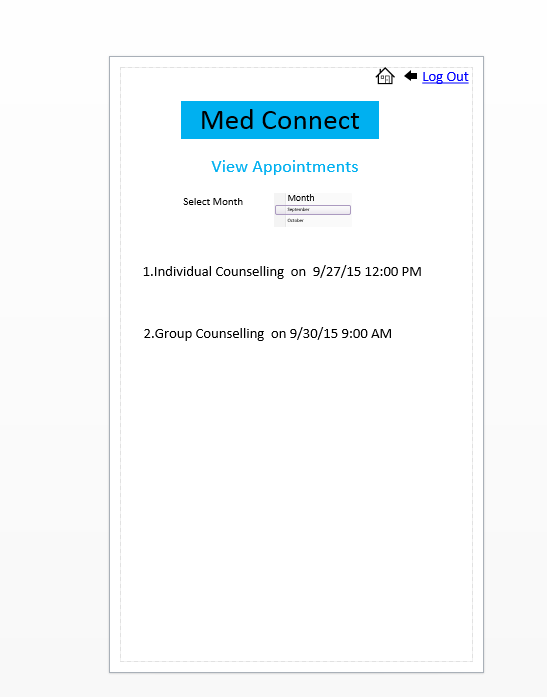 Log Out
Med Connect
View Appointments
Select Month
Month
September
October
1.Individual Counselling on 9/27/15 12:00 PM
2.Group Counselling on 9/30/15 9:00 AM